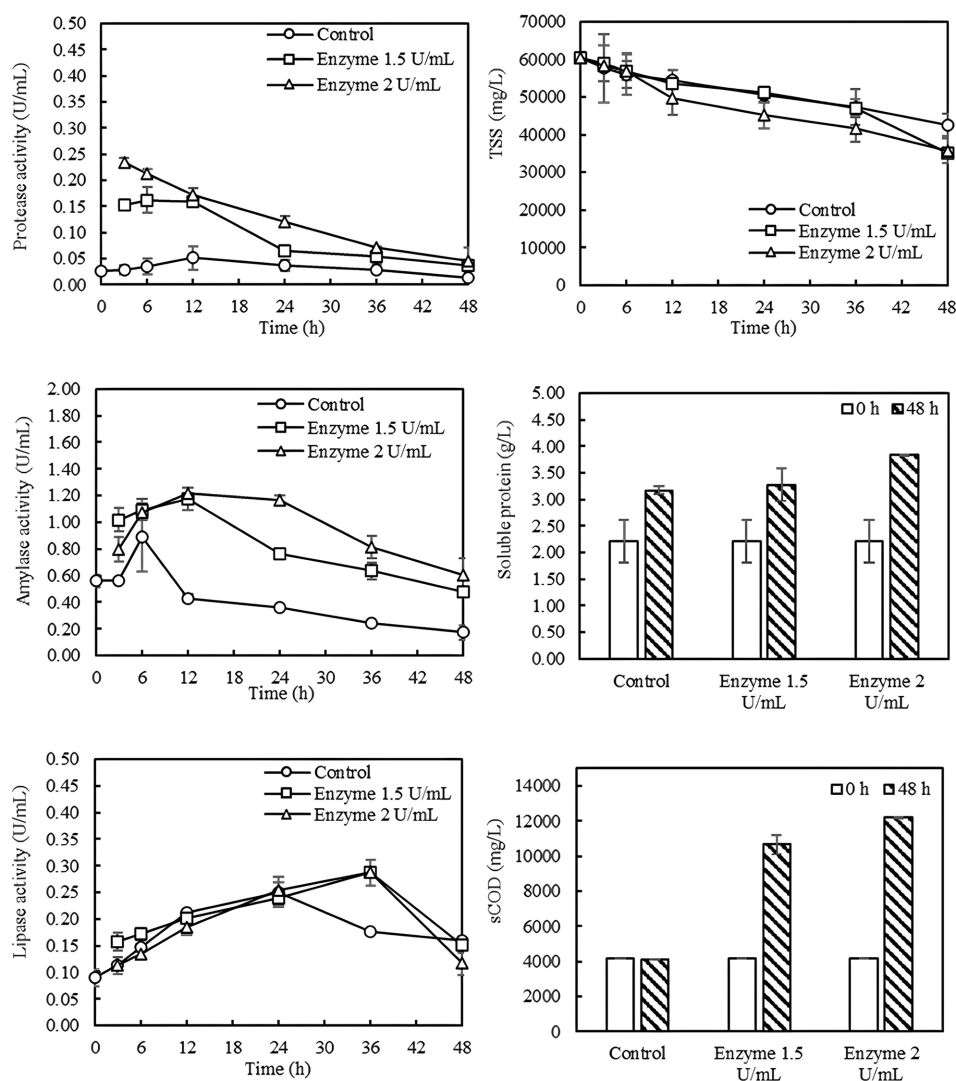 Protease activity (U/mL)
0.50
0.45
0.40
0.35
0.30
0.25
0.20
0.15
0.10
0.05
0.00
Control
Enzyme 1.5 U/mL
Enzyme 2 U/mL
0 6 12 18 24 30 36 42 48
Time (h)
TSS (mg/L)
70000
60000
50000
40000
30000
20000
10000
0
Control
Enzyme 1.5 U/mL
Enzyme 2 U/mL
0 6 12 18 24 30 36 42 48
Time (h)
Amylase activity (U/mL)
2.00
1.80
1.60
1.40
1.20
1.00
0.80
0.60
0.40
0.20
0.00
Control
Enzyme 1.5 U/mL
Enzyme 2 U/mL
0 6 12 18 24 30 36 42 48
Time (h)
Soluble protein (g/L)
5.00
4.50
4.00
3.50
3.00
2.50
2.00
1.50
1.00
0.50
0.00
0 h 48 h
Control Enzyme 1.5 Enzyme 2
U/mL U/mL
Lipase activity (U/mL)
0.50
0.45
0.40
0.35
0.30
0.25
0.20
0.15
0.10
0.05
0.00
Control
Enzyme 1.5 U/mL
Enzyme 2 U/mL
0 6 12 18 24 30 36 42 48
Time (h)
sCOD (mg/L)
14000
12000
10000
8000
6000
4000
2000
0
0 h 48 h
Control Enzyme 1.5 Enzyme 2
U/mL U/mL